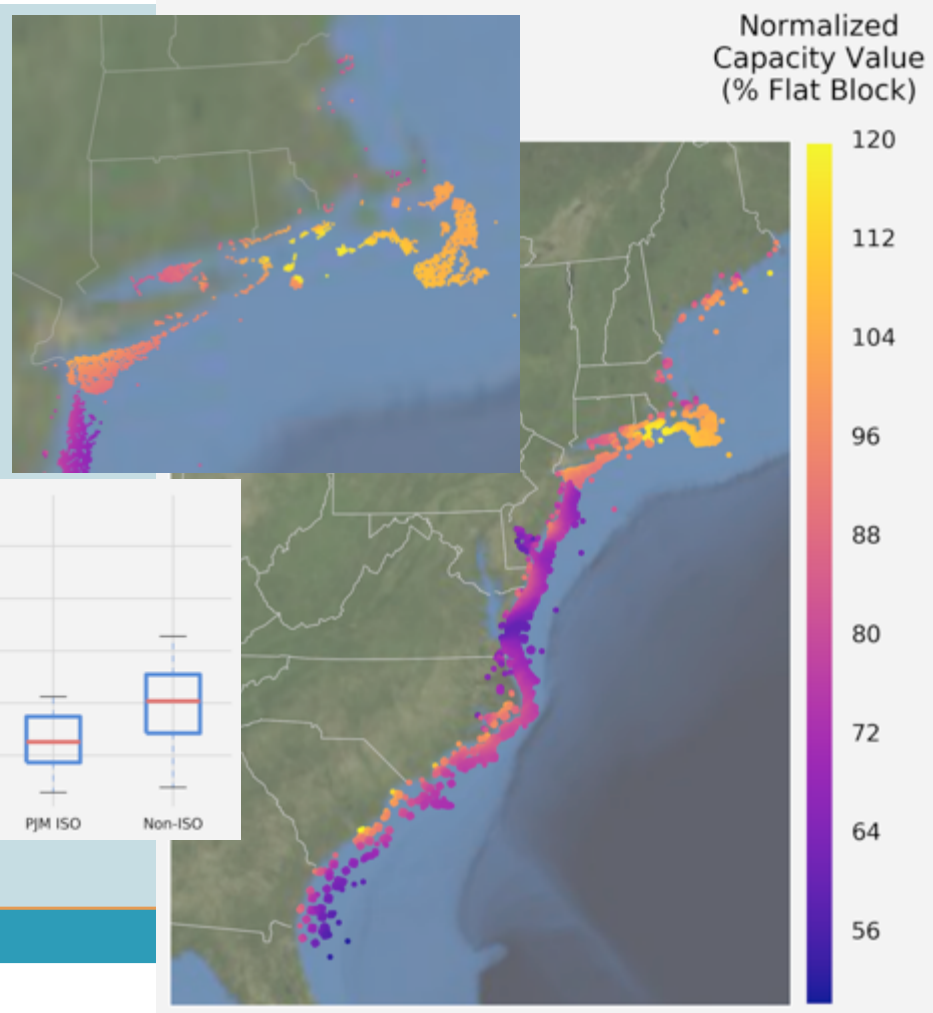 Normalized
Capacity Value
(% Flat Block)
120
112
104
96
88
80
72
64
56
PJM ISO
Non-ISO